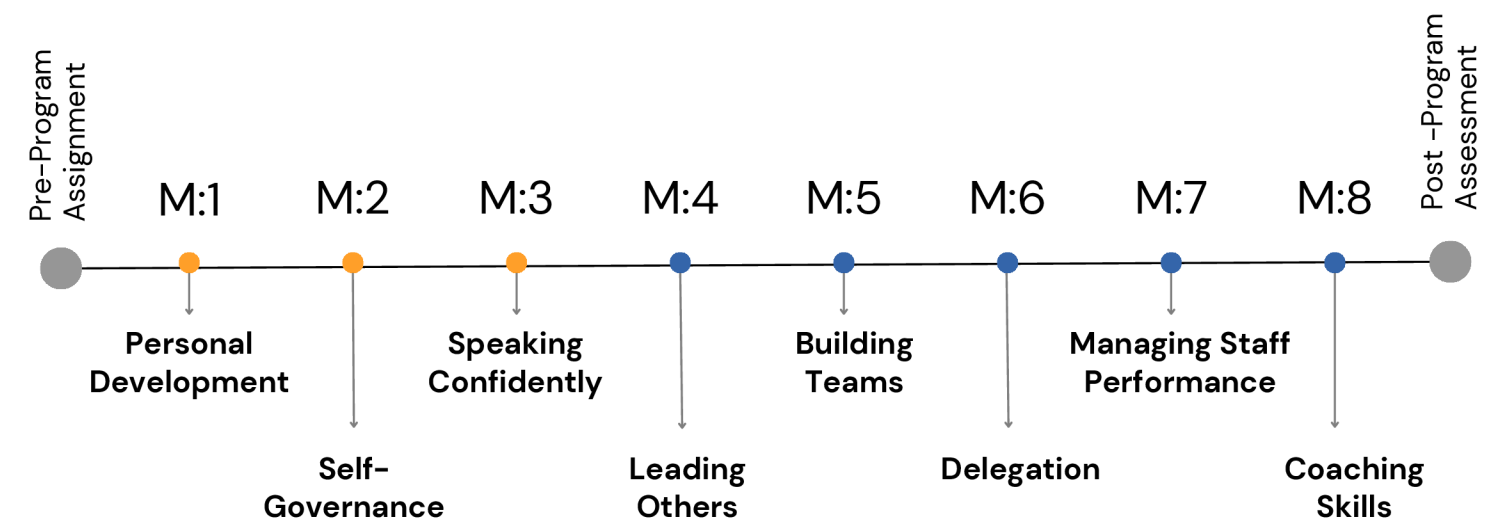 Pre-Program
Assignment
M:1
M:2
M:3
M:4
M:5
M:6
M:7
M:8
Post -Program
Assessment
Personal
Development
Self-
Governance
Speaking
Confidently
Leading
Others
Building
Teams
Delegation
Managing Staff
Performance
Coaching
Skills